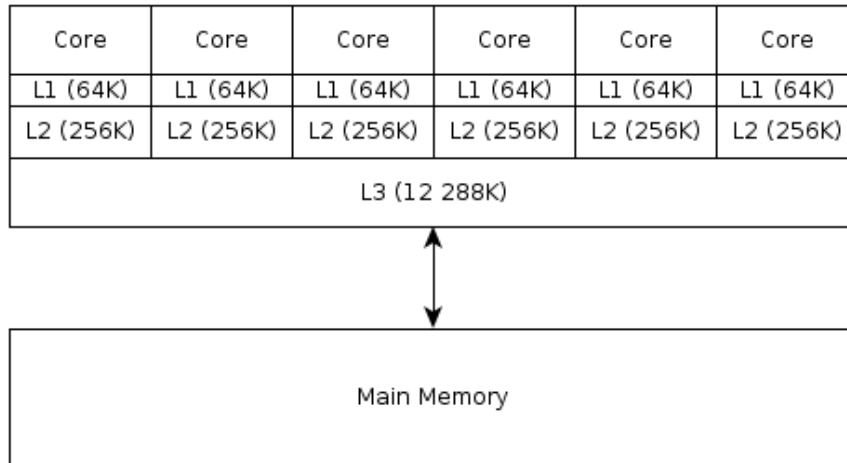 Core Core Core Core Core Core
L1 (64K) L1 (64K) L1 (64K) L1 (64K) L1 (64K) L1 (64K)
L2 (256K) L2 (256K) L2 (256K) L2 (256K) L2 (256K) L2 (256K)
L3 (12 288K)
Main Memory